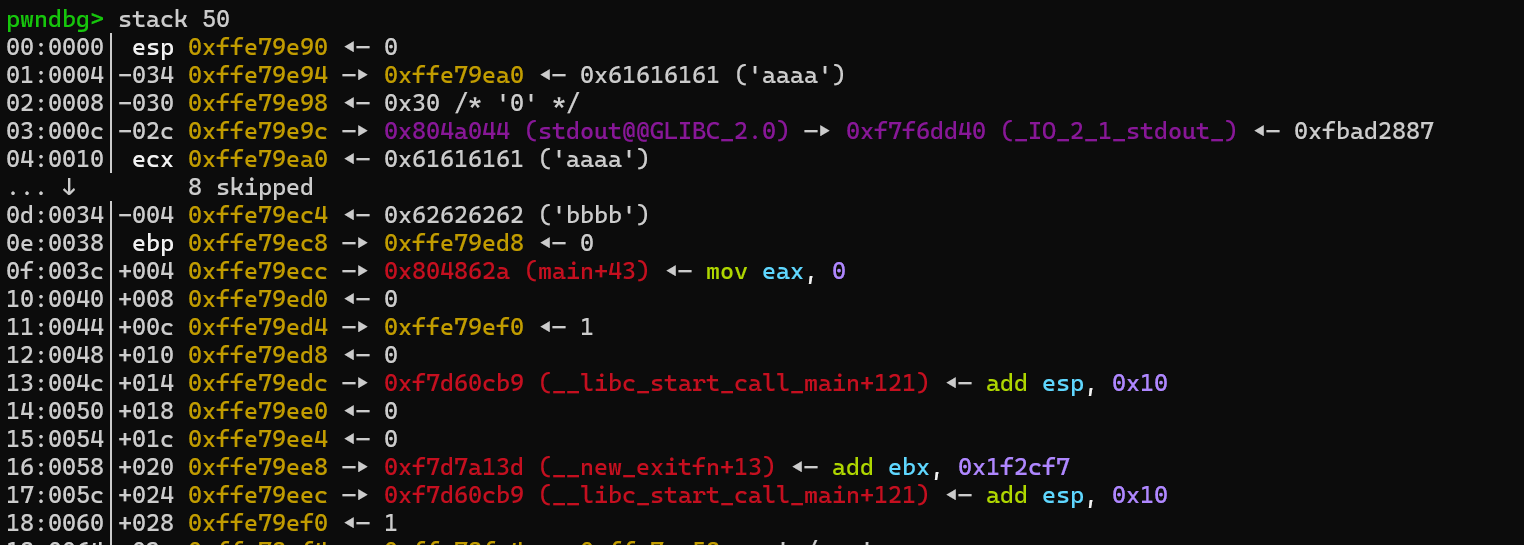 pwndbg> stack 50
00:0000│ esp 0xffe79e90 ◂— 0
01:0004│-034 0xffe79e94 —▸ 0xffe79ea0 ◂— 0x61616161 ('aaaa')
02:0008│-030 0xffe79e98 ◂— 0x30 /* '0' */
03:000c│-02c 0xffe79e9c —▸ 0x804a044 (stdout@@GLIBC_2.0) —▸ 0xf7f6dd40 (_IO_2_1_stdout_) ◂— 0xfbad2887
04:0010│ ecx 0xffe79ea0 ◂— 0x61616161 ('aaaa')
... ↓        8 skipped
0d:0034│-004 0xffe79ec4 ◂— 0x62626262 ('bbbb')
0e:0038│ ebp 0xffe79ec8 —▸ 0xffe79ed8 ◂— 0
0f:003c│+004 0xffe79ecc —▸ 0x804862a (main+43) ◂— mov eax, 0
10:0040│+008 0xffe79ed0 ◂— 0
11:0044│+00c 0xffe79ed4 —▸ 0xffe79ef0 ◂— 1
12:0048│+010 0xffe79ed8 ◂— 0
13:004c│+014 0xffe79edc —▸ 0xf7d60cb9 (__libc_start_call_main+121) ◂— add esp, 0x10
14:0050│+018 0xffe79ee0 ◂— 0
15:0054│+01c 0xffe79ee4 ◂— 0
16:0058│+020 0xffe79ee8 —▸ 0xf7d7a13d (__new_exitfn+13) ◂— add ebx, 0x1f2cf7
17:005c│+024 0xffe79eec —▸ 0xf7d60cb9 (__libc_start_call_main+121) ◂— add esp, 0x10
18:0060│+028 0xffe79ef0 ◂— 1